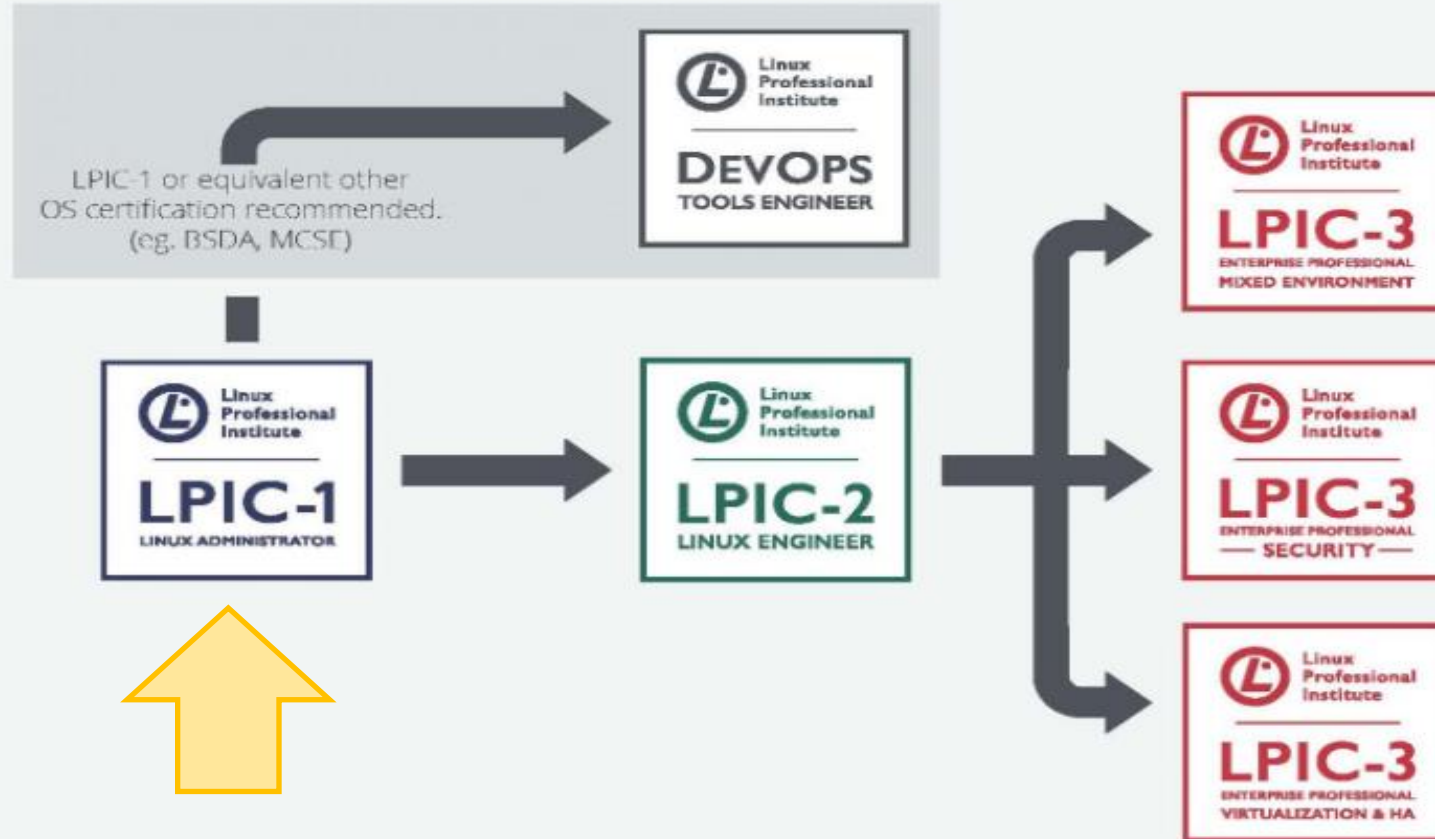 Linux
Professional
Institute
DEVOPS
TOOLS ENGINEER
LPIC-1 or equivalent other
OS certification recommended.
(eg. BSDA, MCSE)
Linux
Professional
Institute
LPIC-1
LINUX ADMINISTRATOR
Linux
Professional
Institute
LPIC-2
LINUX ENGINEER
Linux
Professional
Institute
LPIC-3
ENTERPRISE PROFESSIONAL
MIXED ENVIRONMENT
Linux
Professional
Institute
LPIC-3
ENTERPRISE PROFESSIONAL
SECURITY
Linux
Professional
Institute
LPIC-3
ENTERPRISE PROFESSIONAL
VIRTUALIZATION & HA